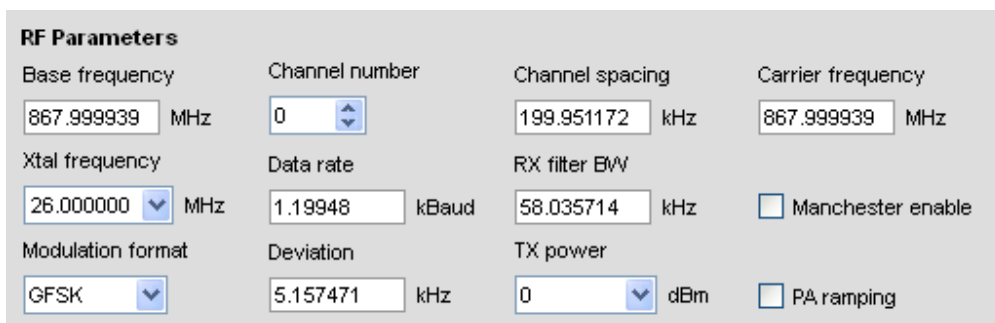 RF Parameters
Base frequency Channel number Channel spacing Carrier frequency
867.999939 MHz 0 199.951172 kHz 867.999939 MHz
Xtal frequency Data rate RX filter BW
26.000000 MHz 1.19948 kBaud 58.035714 kHz Manchester enable
Modulation format Deviation TX power
GFSK 5.157471 kHz 0 dBm PA ramping